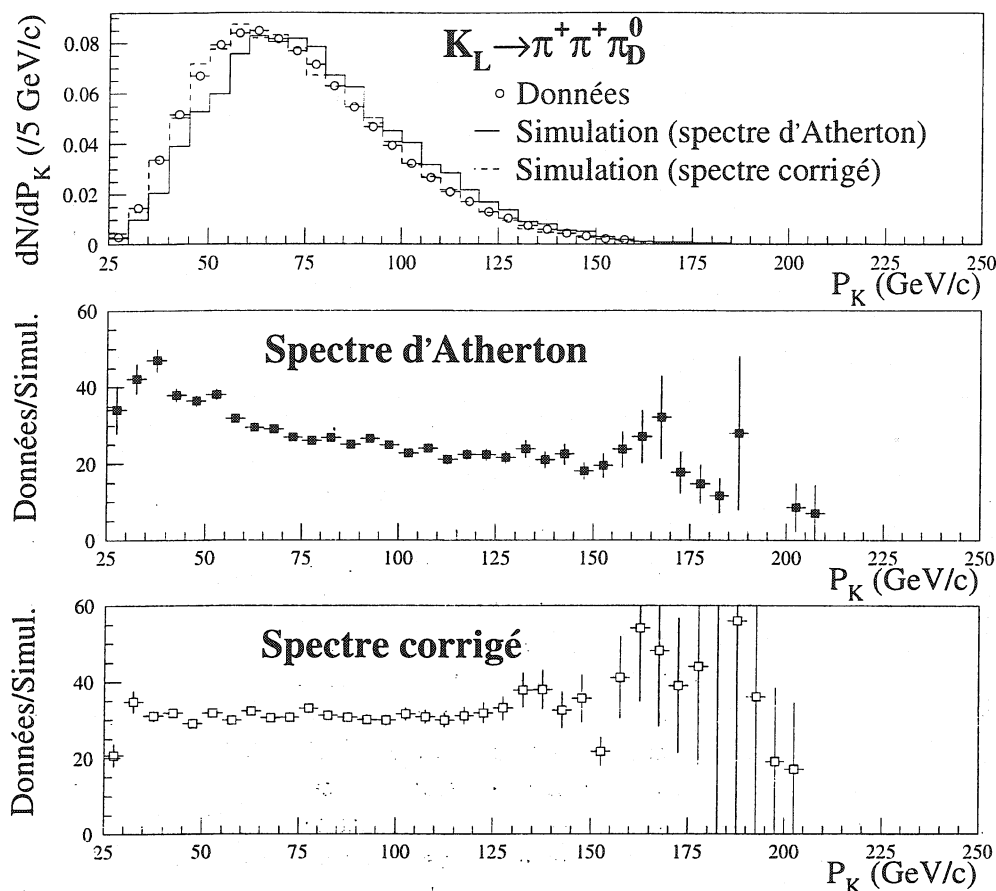 K_L→π⁺π⁺π⁰_D
Données
Simulation (spectre d'Atherton)
Simulation (spectre corrigé)
dN/dP_K (/5 GeV/c)
0.08
0.06
0.04
0.02
0
25 50 75 100 125 150 175 200 225 250
P_K (GeV/c)
Spectre d'Atherton
Données/Simul.
60
40
20
0
25 50 75 100 125 150 175 200 225 250
P_K (GeV/c)
Spectre corrigé
Données/Simul.
60
40
20
0
25 50 75 100 125 150 175 200 225 250
P_K (GeV/c)